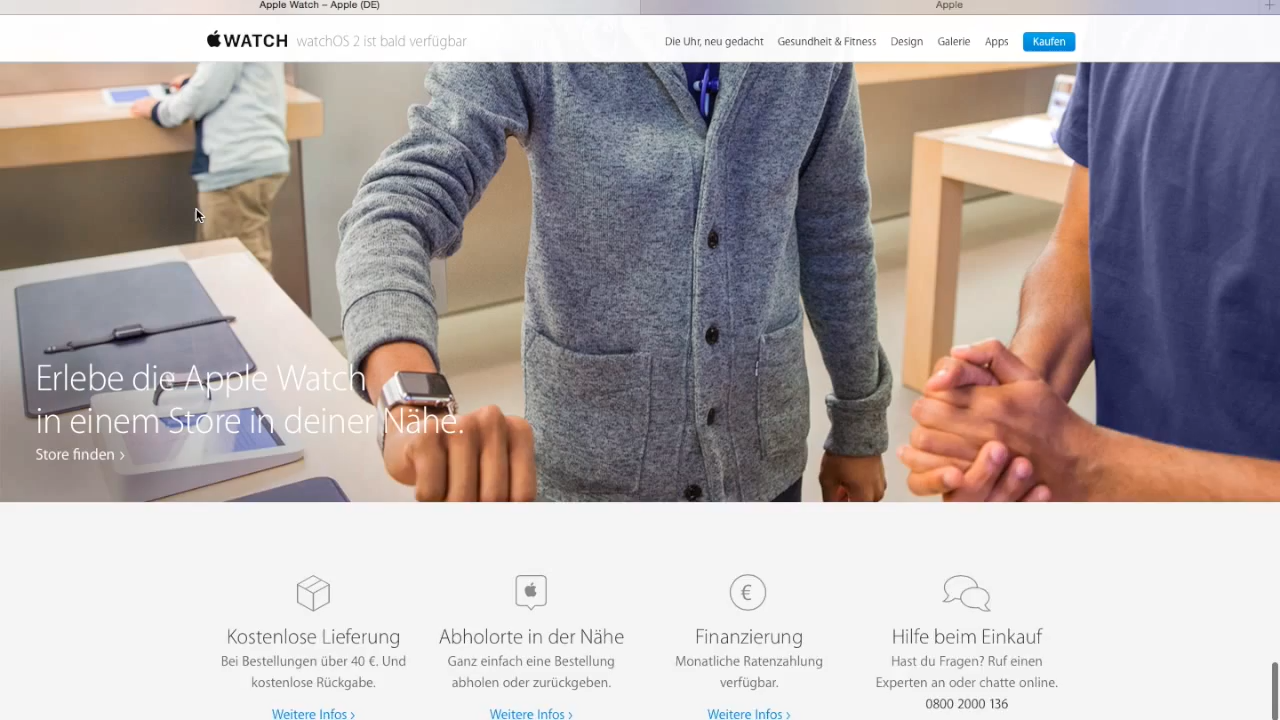 Apple Watch – Apple (DE)
Apple
WATCH watchOS 2 ist bald verfügbar
Die Uhr, neu gedacht Gesundheit & Fitness Design Galerie Apps Kaufen
Erlebe die Apple Watch
in einem Store in deiner Nähe.
Store finden ›
Kostenlose Lieferung
Bei Bestellungen über 40 €. Und
kostenlose Rückgabe.
Weitere Infos ›
Abholorte in der Nähe
Ganz einfach eine Bestellung
abholen oder zurückgeben.
Weitere Infos ›
€
Finanzierung
Monatliche Ratenzahlung
verfügbar.
Weitere Infos ›
Hilfe beim Einkauf
Hast du Fragen? Ruf einen
Experten an oder chatte online.
0800 2000 136